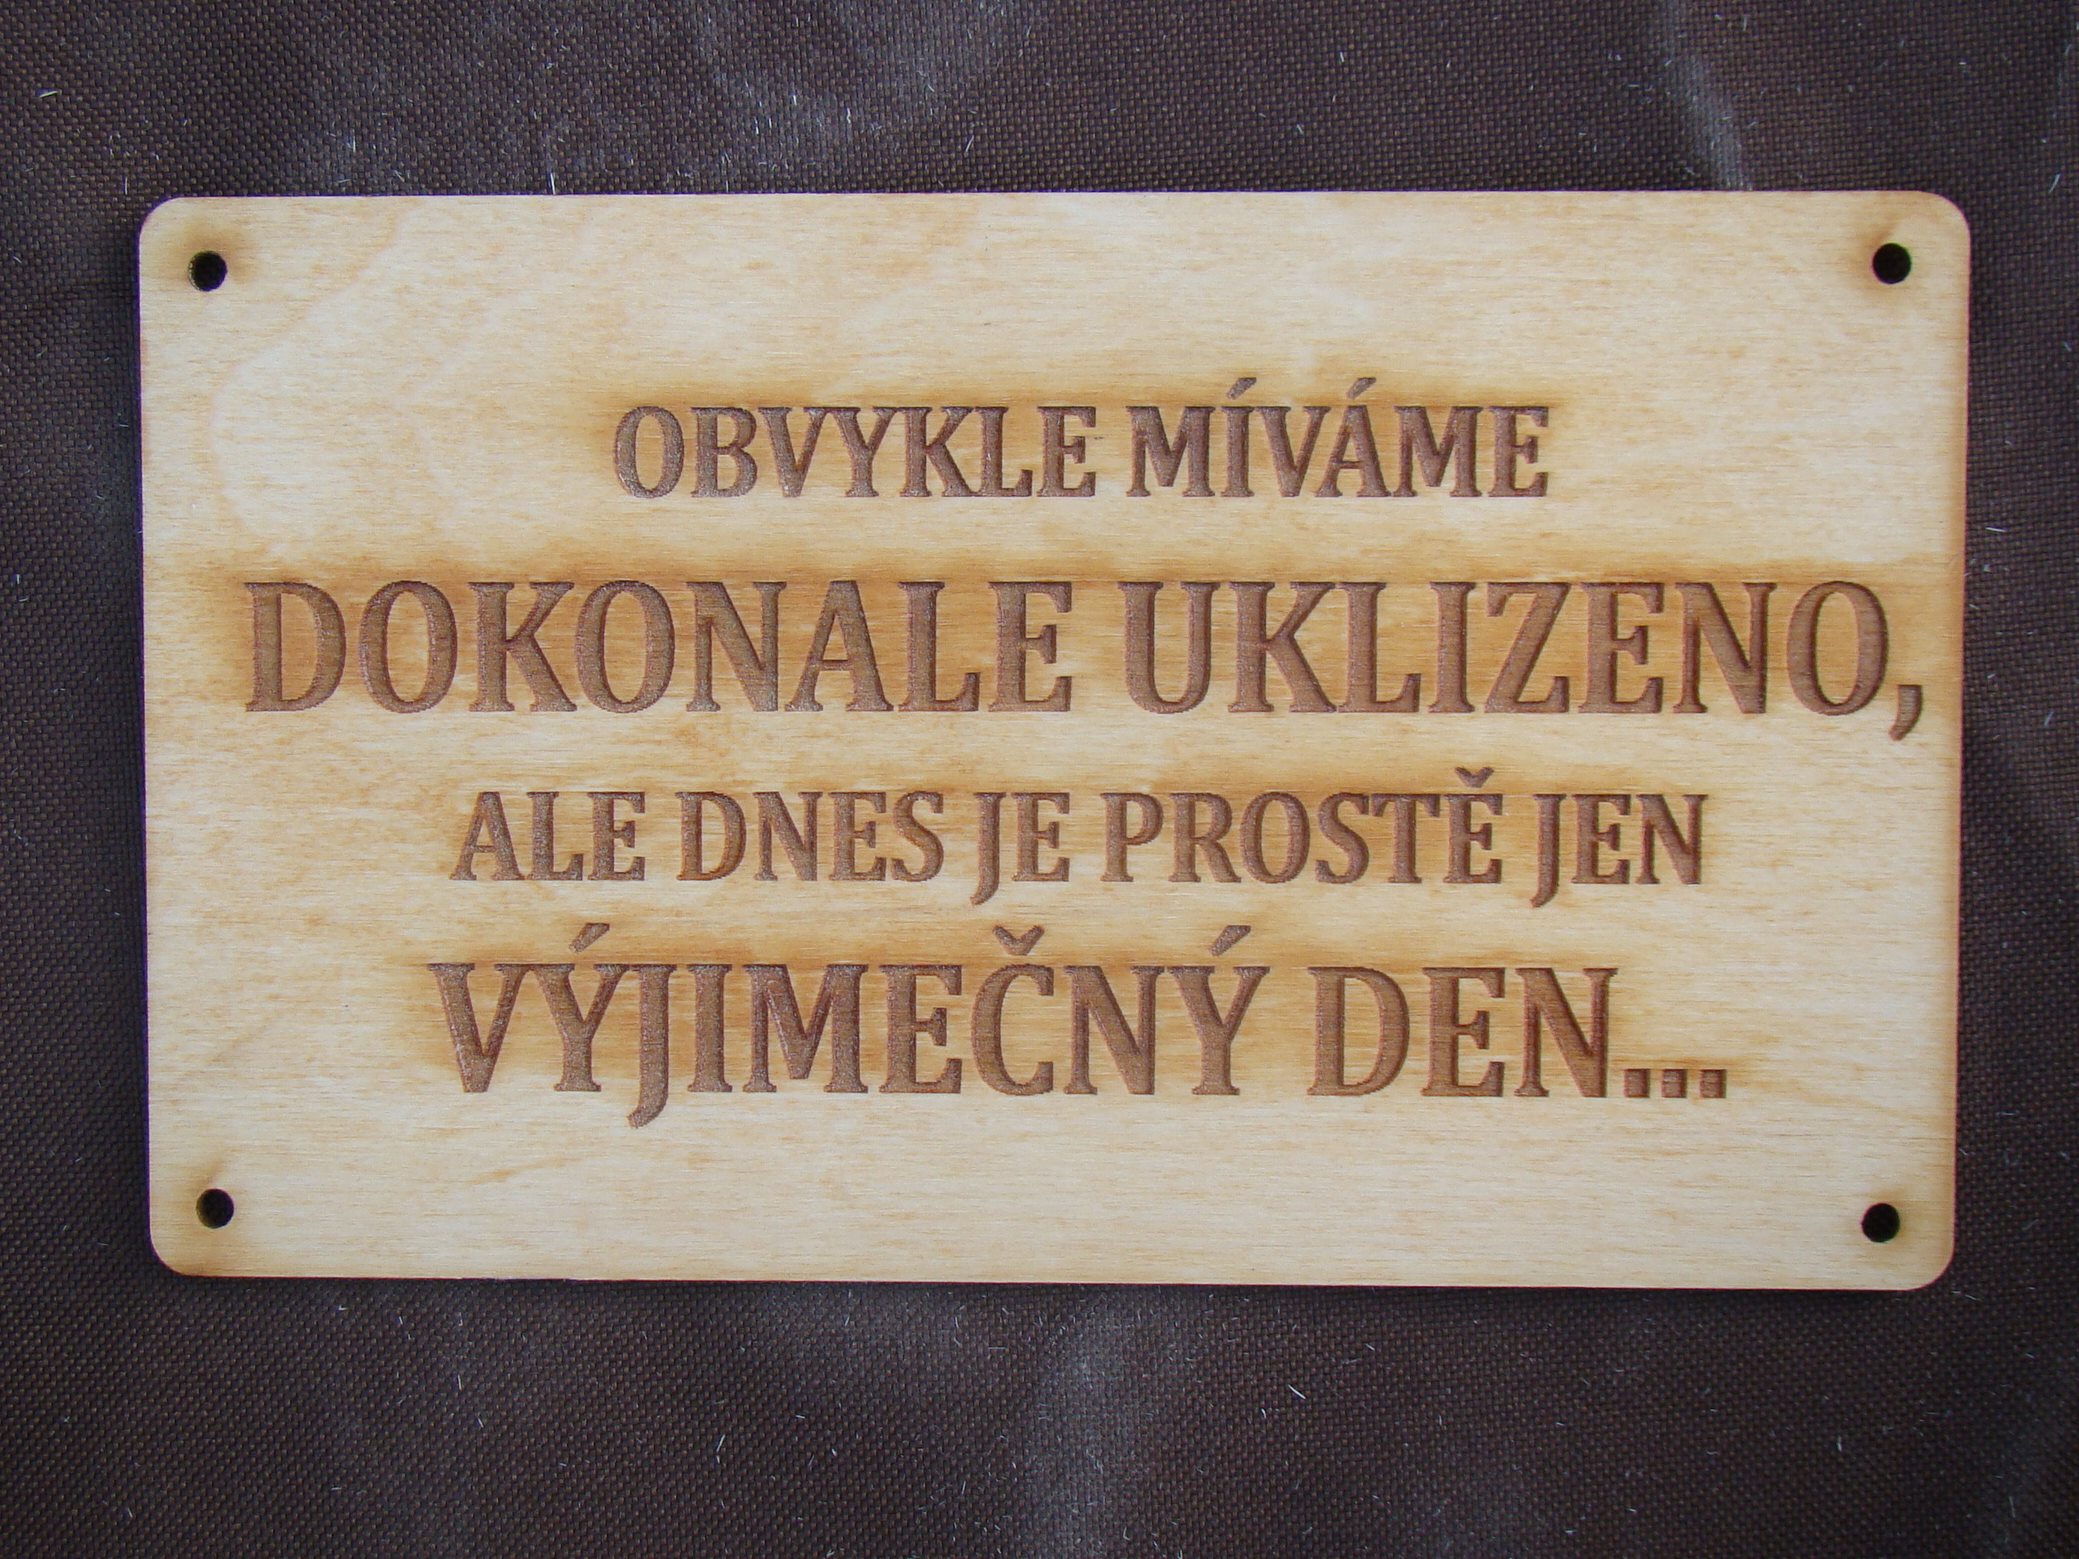 OBVYKLE MÍVÁME
DOKONALE UKLIZENO,
ALE DNES JE PROSTĚ JEN
VÝJIMEČNÝ DEN...